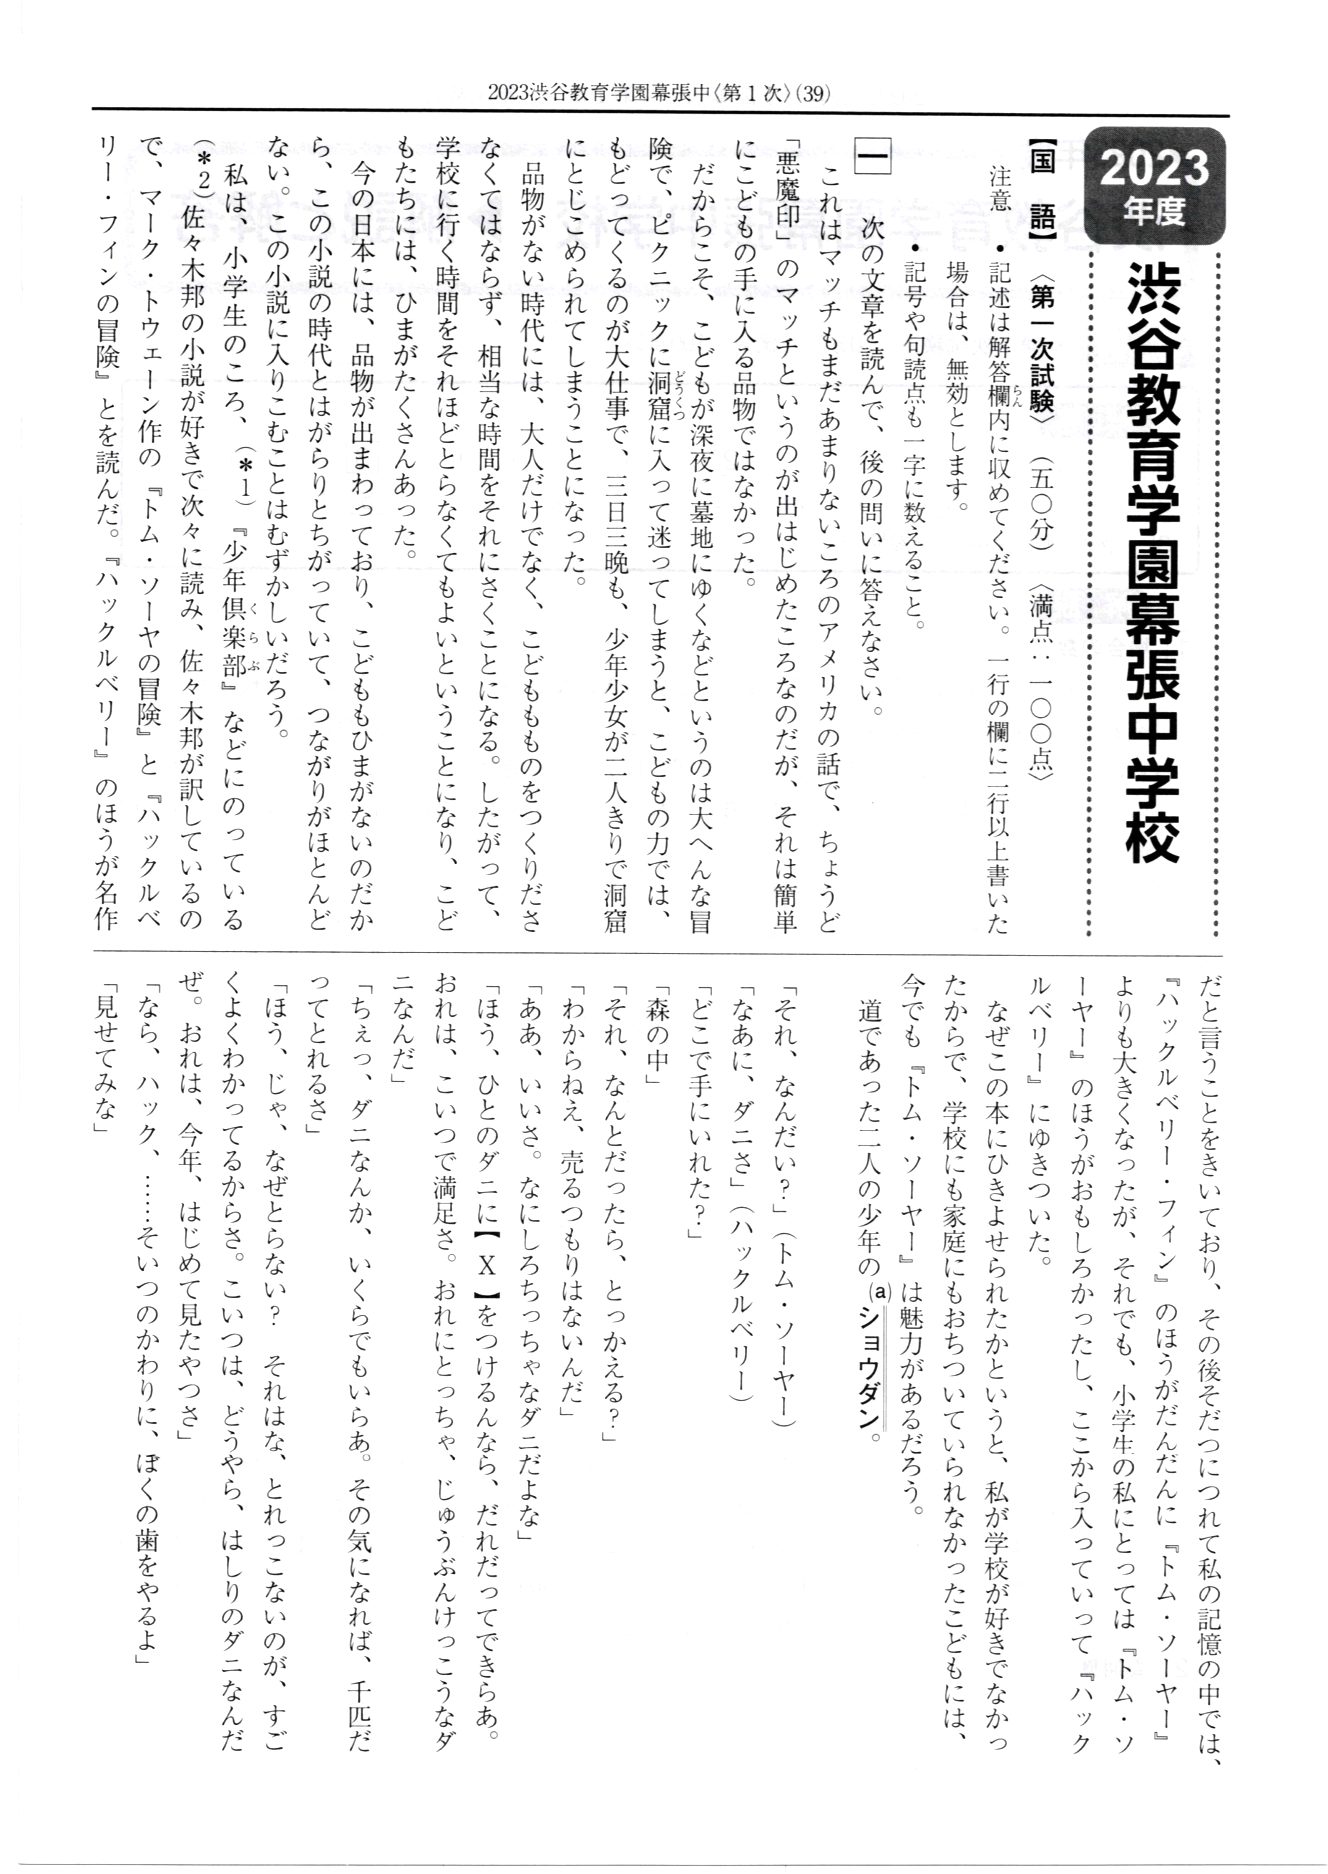 2023渋谷教育学園幕張中〈第1次〉(39)
2023
年度
渋谷教育学園幕張中学校
【国　語】〈第一次試験〉（五〇分）〈満点：一〇〇点〉
注意　・記述は解答欄内に収めてください。一行の欄に二行以上書いた
らん
場合は、無効とします。
・記号や句読点も一字に数えること。
一　次の文章を読んで、後の問いに答えなさい。
これはマッチもまだあまりないころのアメリカの話で、ちょうど
「悪魔印」のマッチというのが出はじめたころなのだが、それは簡単
にこどもの手に入る品物ではなかった。
だからこそ、こどもが深夜に墓地にゆくなどというのは大へんな冒
険で、ピクニックに洞窟に入って迷ってしまうと、こどもの力では、
どうくつ
もどってくるのが大仕事で、三日三晩も、少年少女が二人きりで洞窟
にとじこめられてしまうことになった。
品物がない時代には、大人だけでなく、こどももものをつくりださ
なくてはならず、相当な時間をそれにさくことになる。したがって、
学校に行く時間をそれほどとらなくてもよいということになり、こど
もたちには、ひまがたくさんあった。
今の日本には、品物が出まわっており、こどももひまがないのだか
ら、この小説の時代とはがらりとちがっていて、つながりがほとんど
ない。この小説に入りこむことはむずかしいだろう。
私は、小学生のころ、（＊1）『少年倶楽部』などにのっている
くらぶ
（＊2）佐々木邦の小説が好きで次々に読み、佐々木邦が訳しているの
で、マーク・トウェーン作の『トム・ソーヤの冒険』と『ハックルベ
リー・フィンの冒険』とを読んだ。『ハックルベリー』のほうが名作
だと言うことをきいており、その後そだつにつれて私の記憶の中では、
『ハックルベリー・フィン』のほうがだんだんに『トム・ソーヤー』
よりも大きくなったが、それでも、小学生の私にとっては『トム・ソ
ーヤー』のほうがおもしろかったし、ここから入っていって『ハック
ルベリー』にゆきついた。
なぜこの本にひきよせられたかというと、私が学校が好きでなかっ
たからで、学校にも家庭にもおちついていられなかったこどもには、
今でも『トム・ソーヤー』は魅力があるだろう。
道であった二人の少年の(a)ショウダン。
「それ、なんだい？」（トム・ソーヤー）
「なあに、ダニさ」（ハックルベリー）
「どこで手にいれた？」
「森の中」
「それ、なんとだったら、とっかえる？」
「わからねえ、売るつもりはないんだ」
「ああ、いいさ。なにしろちっちゃなダニだよな」
「ほう、ひとのダニに【　X　】をつけるんなら、だれだってできらあ。
おれは、こいつで満足さ。おれにとっちゃ、じゅうぶんけっこうなダ
ニなんだ」
「ちぇっ、ダニなんか、いくらでもいらあ。その気になれば、千匹だ
ってとれるさ」
「ほう、じゃ、なぜとらない？　それはな、とれっこないのが、すご
くよくわかってるからさ。こいつは、どうやら、はしりのダニなんだ
ぜ。おれは、今年、はじめて見たやつさ」
「なら、ハック、……そいつのかわりに、ぼくの歯をやるよ」
「見せてみな」